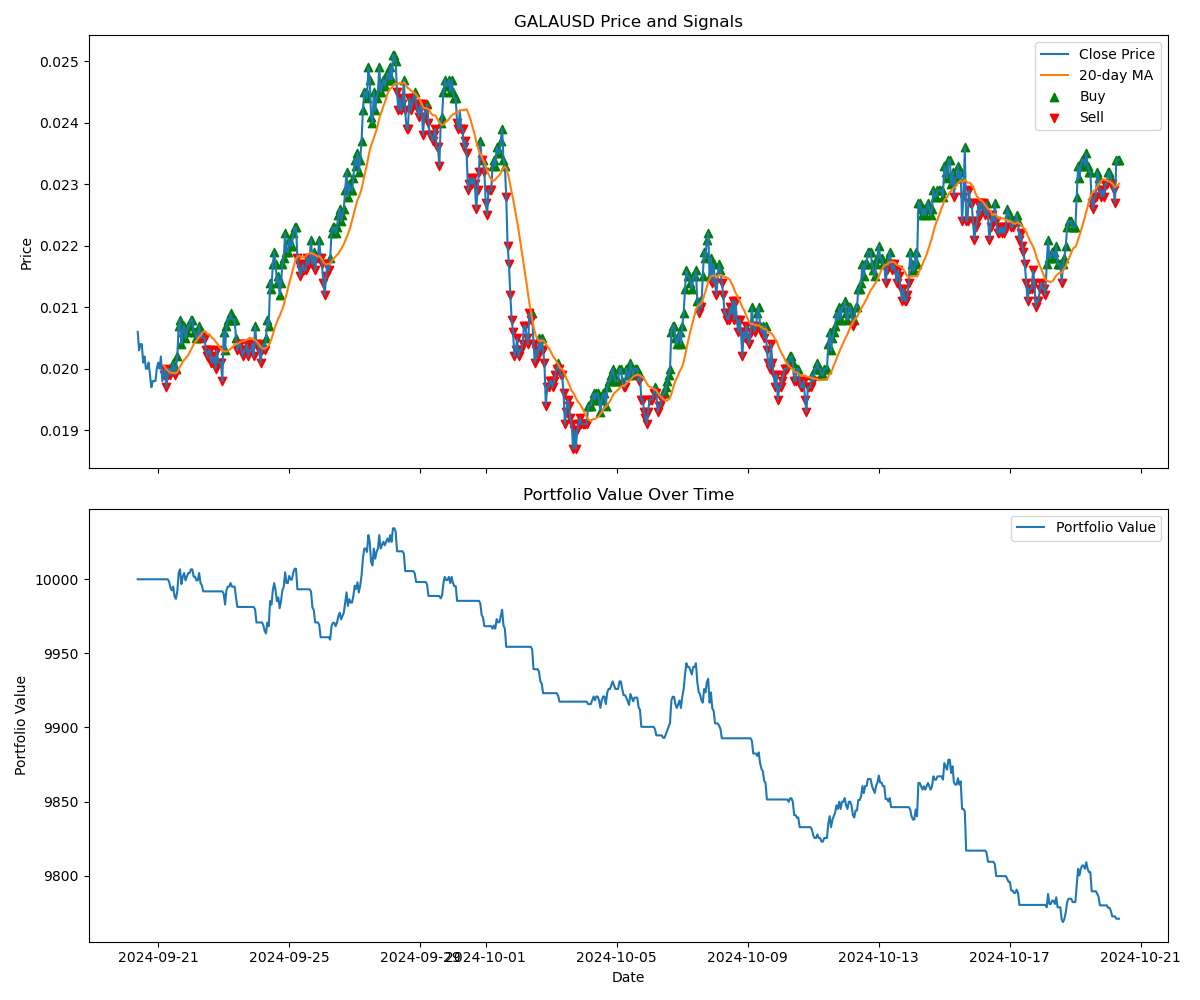 GALAUSD Price and Signals
Price
0.025
0.024
0.023
0.022
0.021
0.020
0.019
Close Price
20-day MA
Buy
Sell
Portfolio Value Over Time
Portfolio Value
10000
9950
9900
9850
9800
Portfolio Value
2024-09-21
2024-09-25
2024-09-29
2024-10-01
2024-10-05
2024-10-09
2024-10-13
2024-10-17
2024-10-21
Date